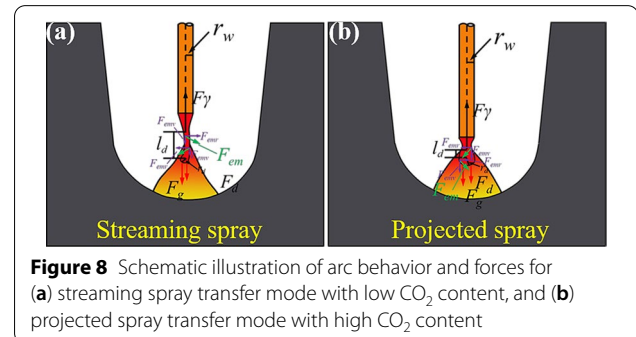 (a)
r_w
Fγ
F_emv
F_emr
l_d
F_em
F_emr
F_emv
F_g
F_d
Streaming spray
(b)
r_w
Fγ
F_emr
l_d
F_emr
F_em
F_d
F_g
Projected spray
Figure 8 Schematic illustration of arc behavior and forces for
(a) streaming spray transfer mode with low CO₂ content, and (b)
projected spray transfer mode with high CO₂ content